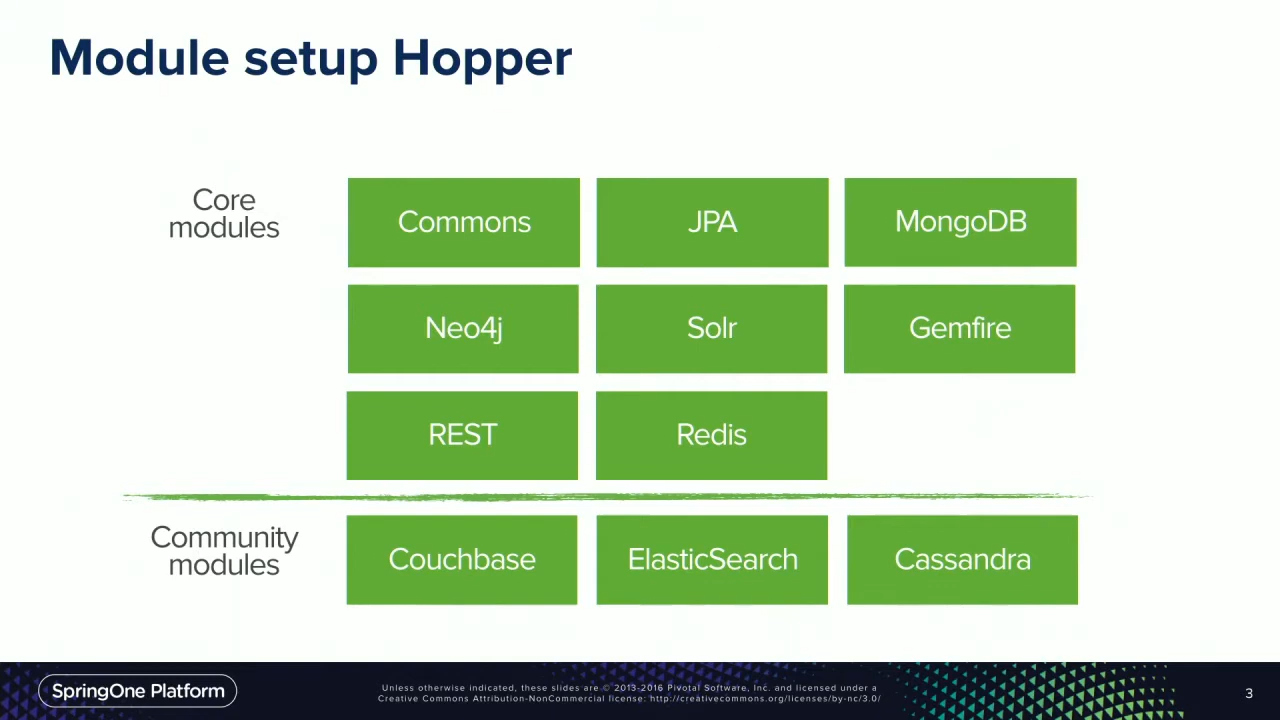 Module setup Hopper
Core
modules
Commons
JPA
MongoDB
Neo4j
Solr
Gemfire
REST
Redis
Community
modules
Couchbase
ElasticSearch
Cassandra
SpringOne Platform
Unless otherwise indicated, these slides are © 2013-2016 Pivotal Software, Inc. and licensed under a
Creative Commons Attribution-NonCommercial license: http://creativecommons.org/licenses/by-nc/3.0/
3